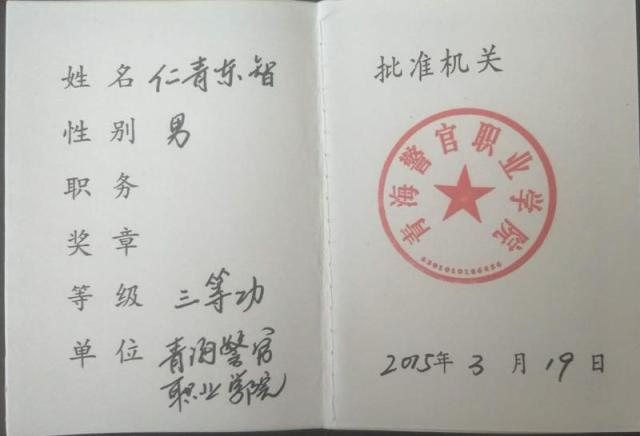 姓名 仁青东智
性别 男
职务
奖章
等级 三等功
单位 青海警官
职业学院
批准机关
青海警官职业学院
2015年3月19日